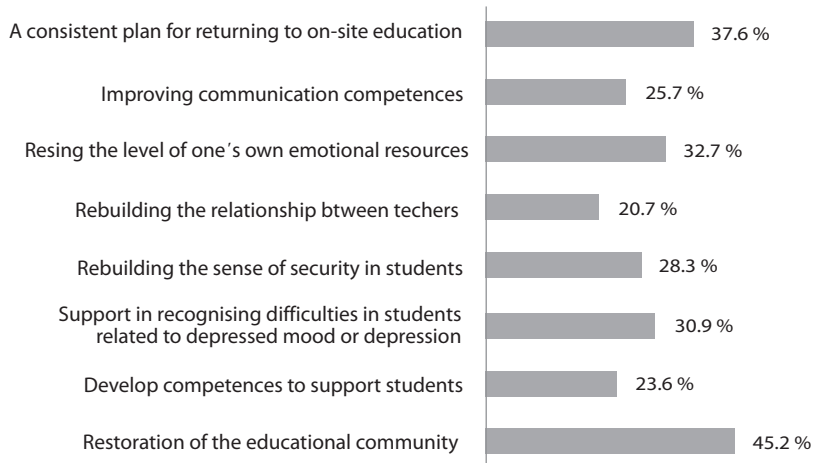 A consistent plan for returning to on-site education 37.6 %
Improving communication competences 25.7 %
Resing the level of one´s own emotional resources 32.7 %
Rebuilding the relationship btween techers 20.7 %
Rebuilding the sense of security in students 28.3 %
Support in recognising difficulties in students
related to depressed mood or depression 30.9 %
Develop competences to support students 23.6 %
Restoration of the educational community 45.2 %